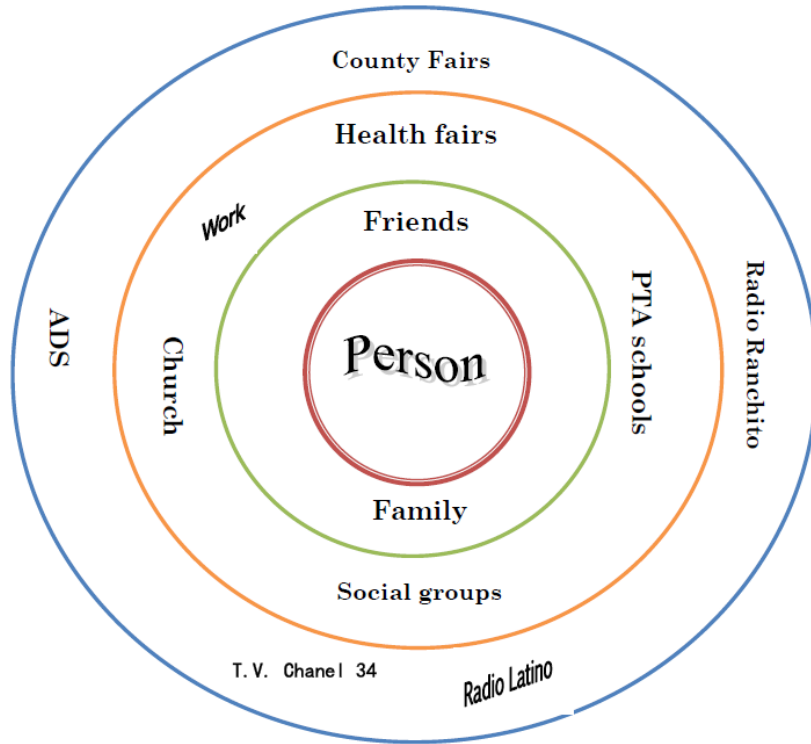 County Fairs
Health fairs
Work
Friends
ADS
Church
Person
PTA schools
Radio Ranchito
Family
Social groups
T.V. Chanel 34
Radio Latino